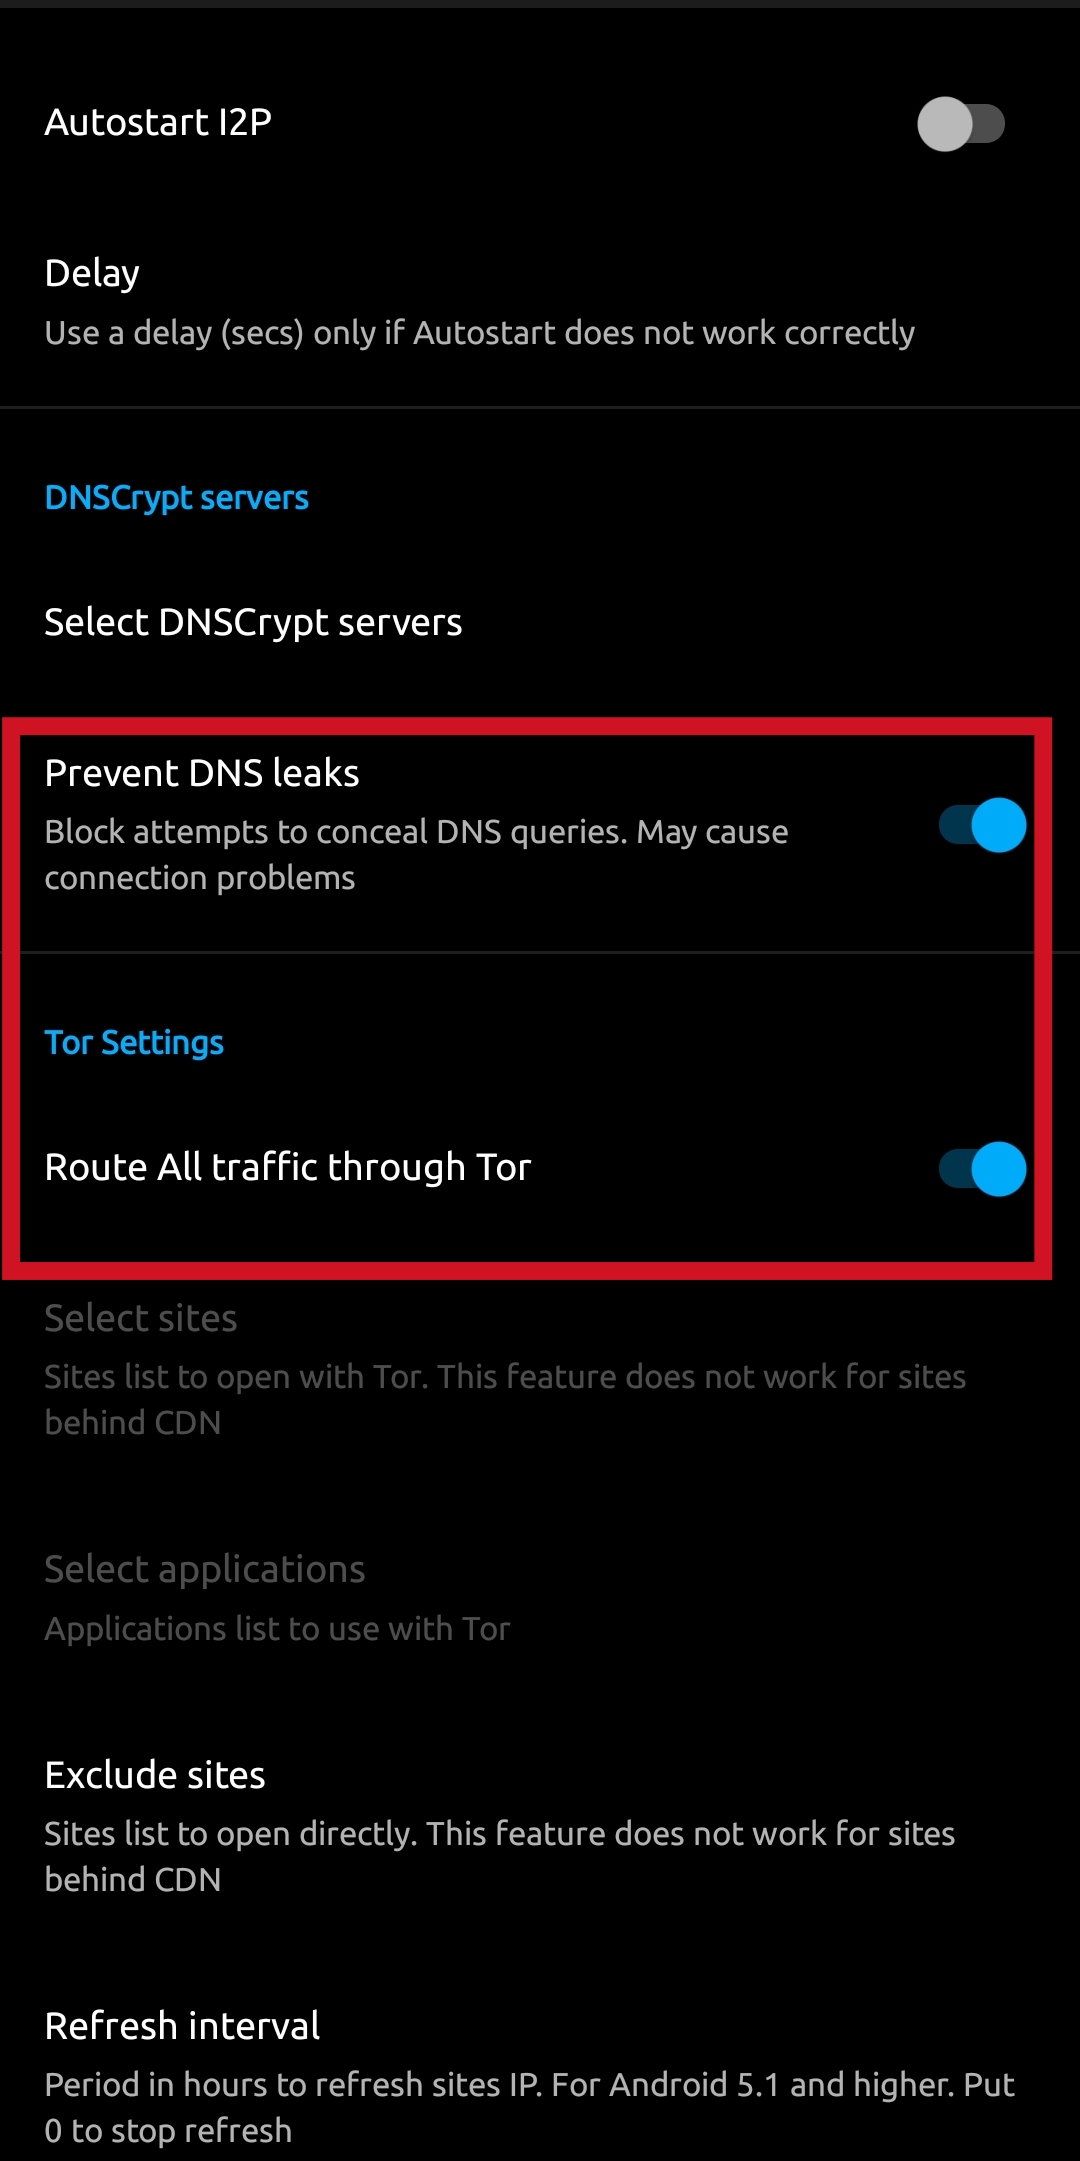 Autostart I2P
Delay
Use a delay (secs) only if Autostart does not work correctly
DNSCrypt servers
Select DNSCrypt servers
Prevent DNS leaks
Block attempts to conceal DNS queries. May cause
connection problems
Tor Settings
Route All traffic through Tor
Select sites
Sites list to open with Tor. This feature does not work for sites
behind CDN
Select applications
Applications list to use with Tor
Exclude sites
Sites list to open directly. This feature does not work for sites
behind CDN
Refresh interval
Period in hours to refresh sites IP. For Android 5.1 and higher. Put
0 to stop refresh